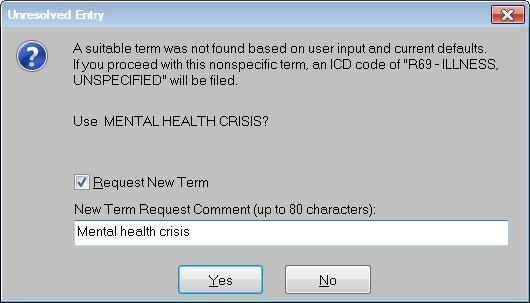 Unresolved Entry
A suitable term was not found based on user input and current defaults.
If you proceed with this nonspecific term, an ICD code of "R69 - ILLNESS,
UNSPECIFIED" will be filed.
Use MENTAL HEALTH CRISIS?
Request New Term
New Term Request Comment (up to 80 characters):
Mental health crisis
Yes No